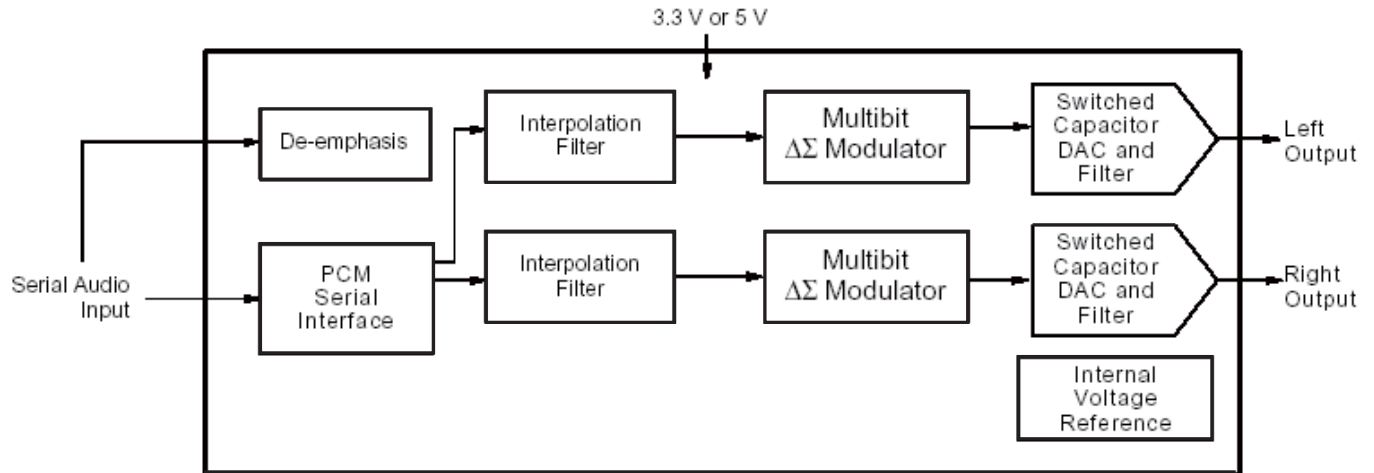 3.3 V or 5 V
De-emphasis
Interpolation
Filter
Multibit
ΔΣ Modulator
Switched
Capacitor
DAC and
Filter
Left
Output
Serial Audio
Input
PCM
Serial
Interface
Interpolation
Filter
Multibit
ΔΣ Modulator
Switched
Capacitor
DAC and
Filter
Right
Output
Internal
Voltage
Reference